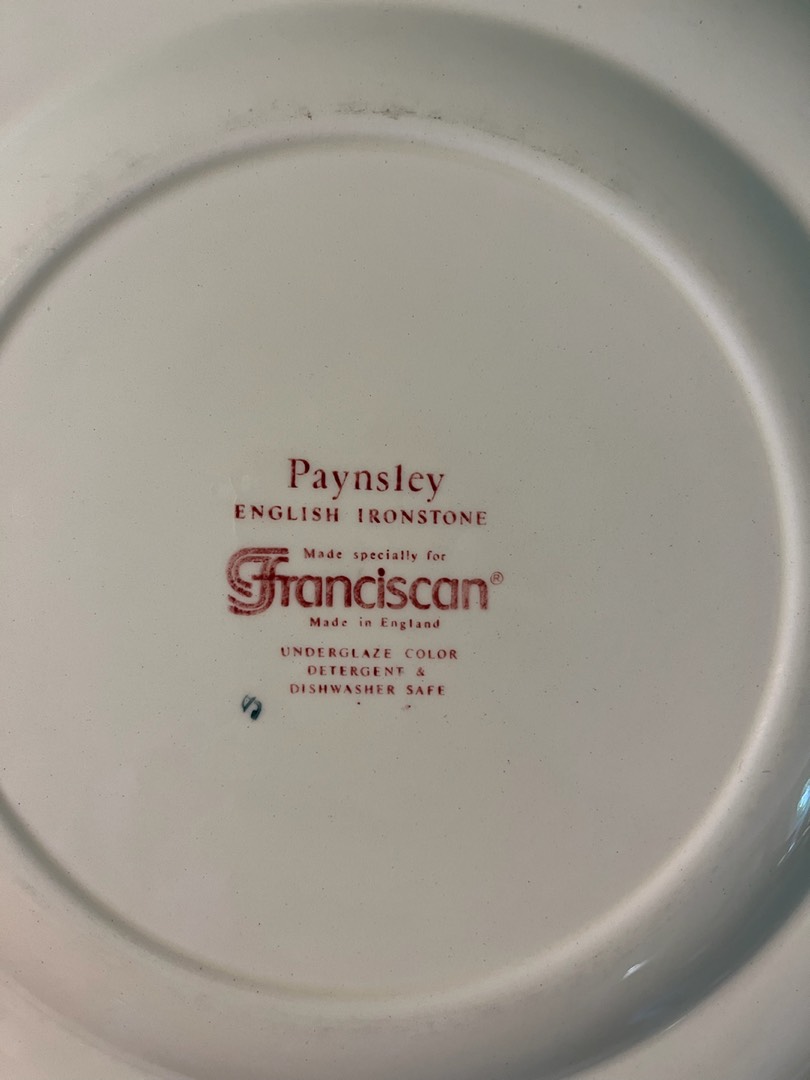 Paynsley
ENGLISH IRONSTONE
Made specially for
Franciscan®
Made in England
UNDERGLAZE COLOR
DETERGENT &
DISHWASHER SAFE